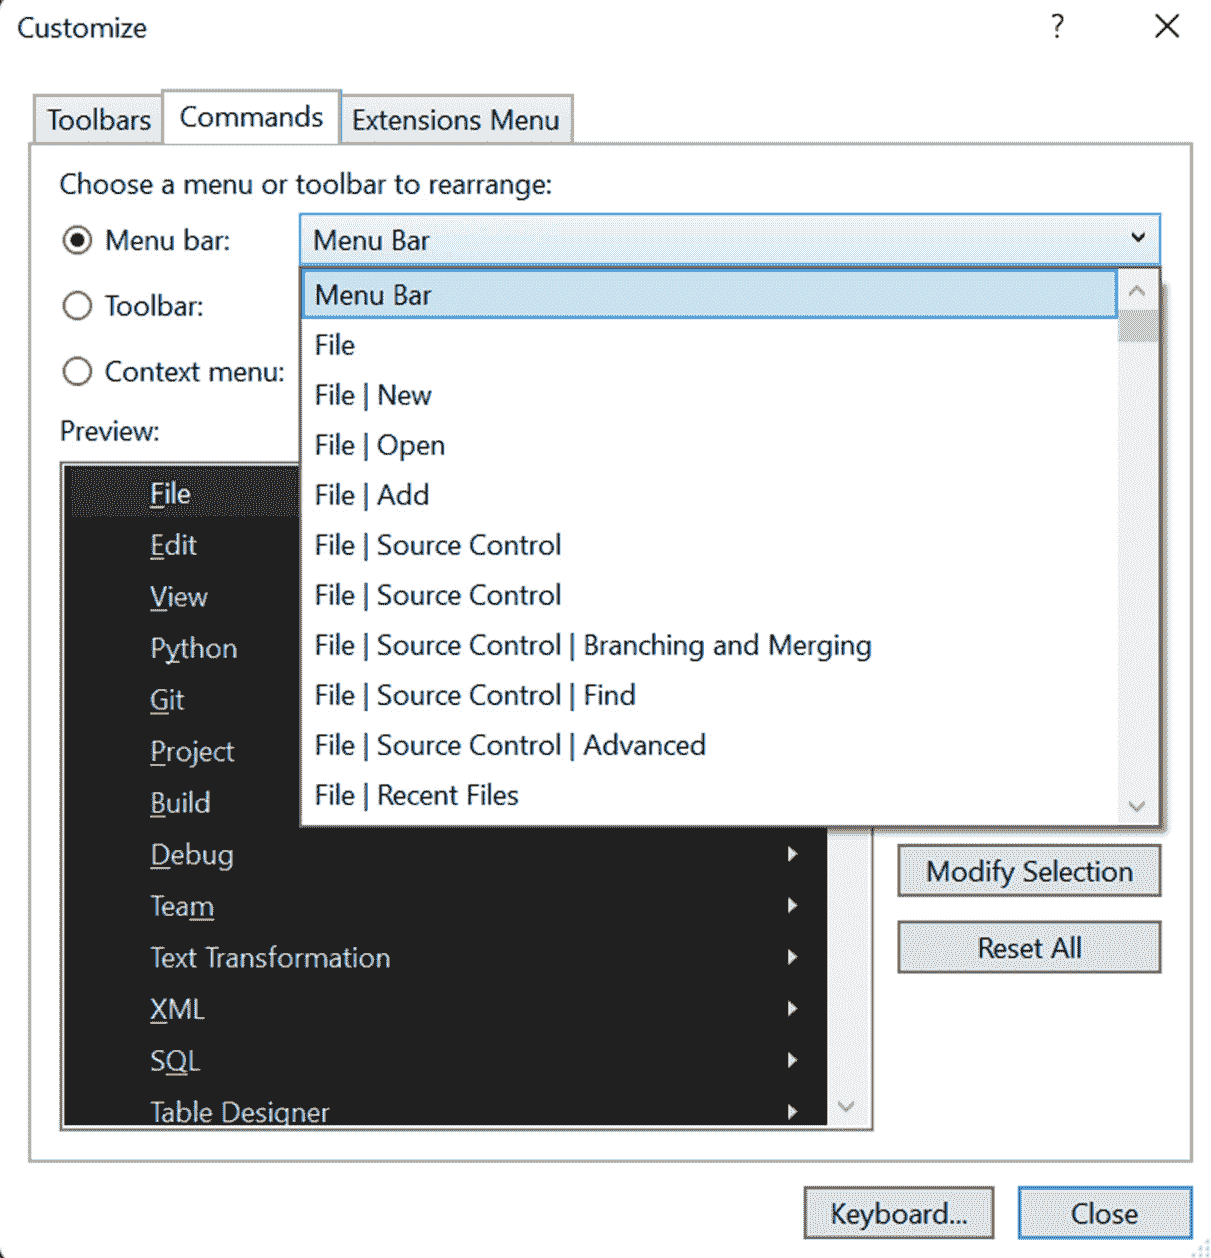 Customize ?
Toolbars Commands Extensions Menu
Choose a menu or toolbar to rearrange:
Menu bar: Menu Bar
Menu Bar
Toolbar:
File
Context menu:
File | New
Preview:
File | Open
File | Add
File | Source Control
File | Source Control
File | Source Control | Branching and Merging
File | Source Control | Find
File | Source Control | Advanced
File | Recent Files
File
Edit
View
Python
Git
Project
Build
Debug
Team
Text Transformation
XML
SQL
Table Designer
Modify Selection
Reset All
Keyboard... Close